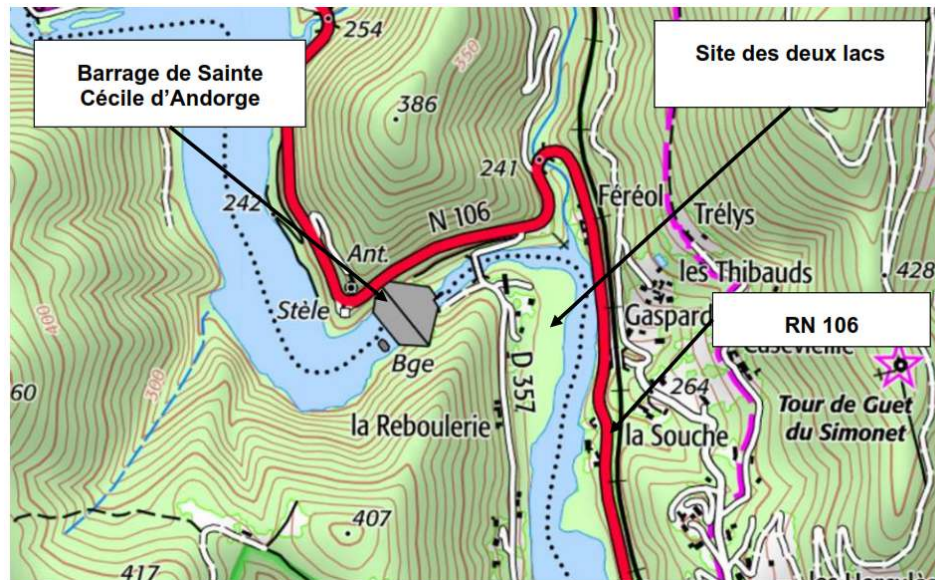 254
350
Barrage de Sainte
Cécile d'Andorge
Site des deux lacs
386
241
N 106
Féréol
Trélys
242
Ant.
les Thibauds
428
Stèle
Gaspard
RN 106
400
300
Bge
D 357
60
264
Tour de Guet
du Simonet
la Reboulerie
la Souche
407
417